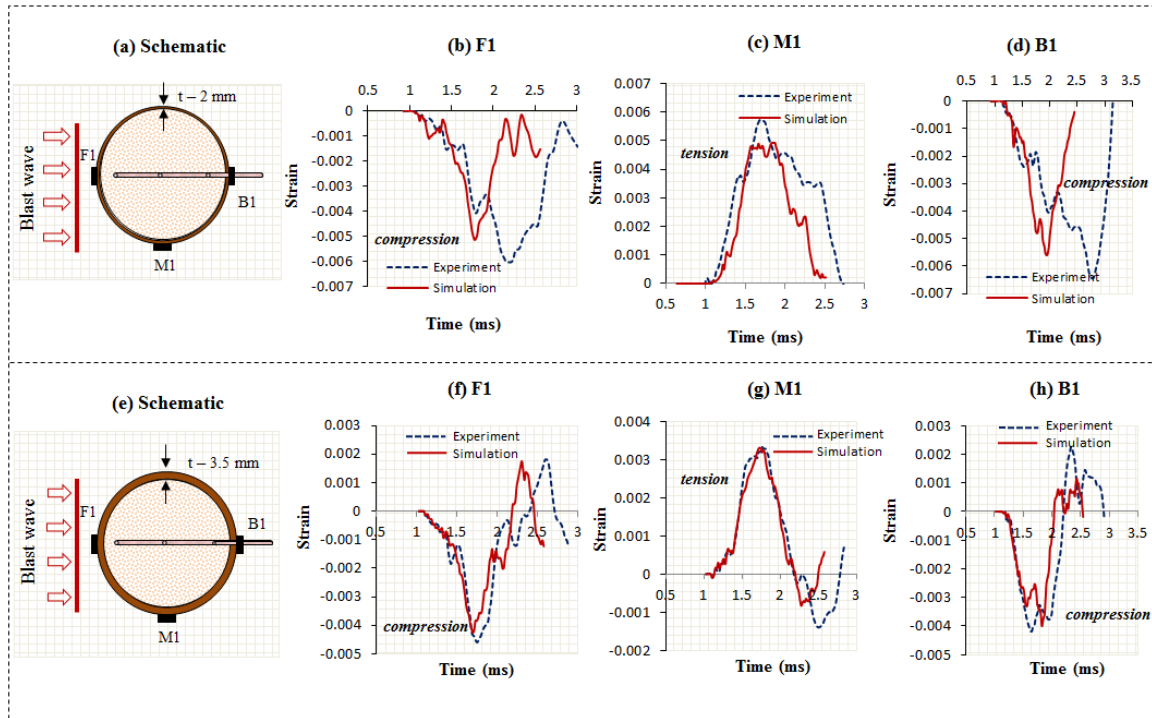 (a) Schematic
t – 2 mm
Blast wave
F1
B1
M1
(b) F1
0.5 1 1.5 2 2.5 3
0
-0.001
-0.002
-0.003
-0.004
-0.005
-0.006
-0.007
Strain
compression
Experiment
Simulation
Time (ms)
(c) M1
0.007
0.006
0.005
0.004
0.003
0.002
0.001
0
Strain
tension
Experiment
Simulation
0.5 1 1.5 2 2.5 3
Time (ms)
(d) B1
0.5 1 1.5 2 2.5 3 3.5
0
-0.001
-0.002
-0.003
-0.004
-0.005
-0.006
-0.007
Strain
compression
Experiment
Simulation
Time (ms)
(e) Schematic
t – 3.5 mm
Blast wave
F1
B1
M1
(f) F1
0.003
0.002
0.001
0
-0.001
-0.002
-0.003
-0.004
-0.005
Strain
Experiment
Simulation
0.5 1 1.5 2 2.5 3
compression
Time (ms)
(g) M1
0.004
0.003
0.002
0.001
0
-0.001
-0.002
Strain
tension
Experiment
Simulation
0.5 1 1.5 2 2.5 3
Time (ms)
(h) B1
0.003
0.002
0.001
0
-0.001
-0.002
-0.003
-0.004
-0.005
Strain
Experiment
Simulation
0.5 1 1.5 2 2.5 3 3.5
compression
Time (ms)